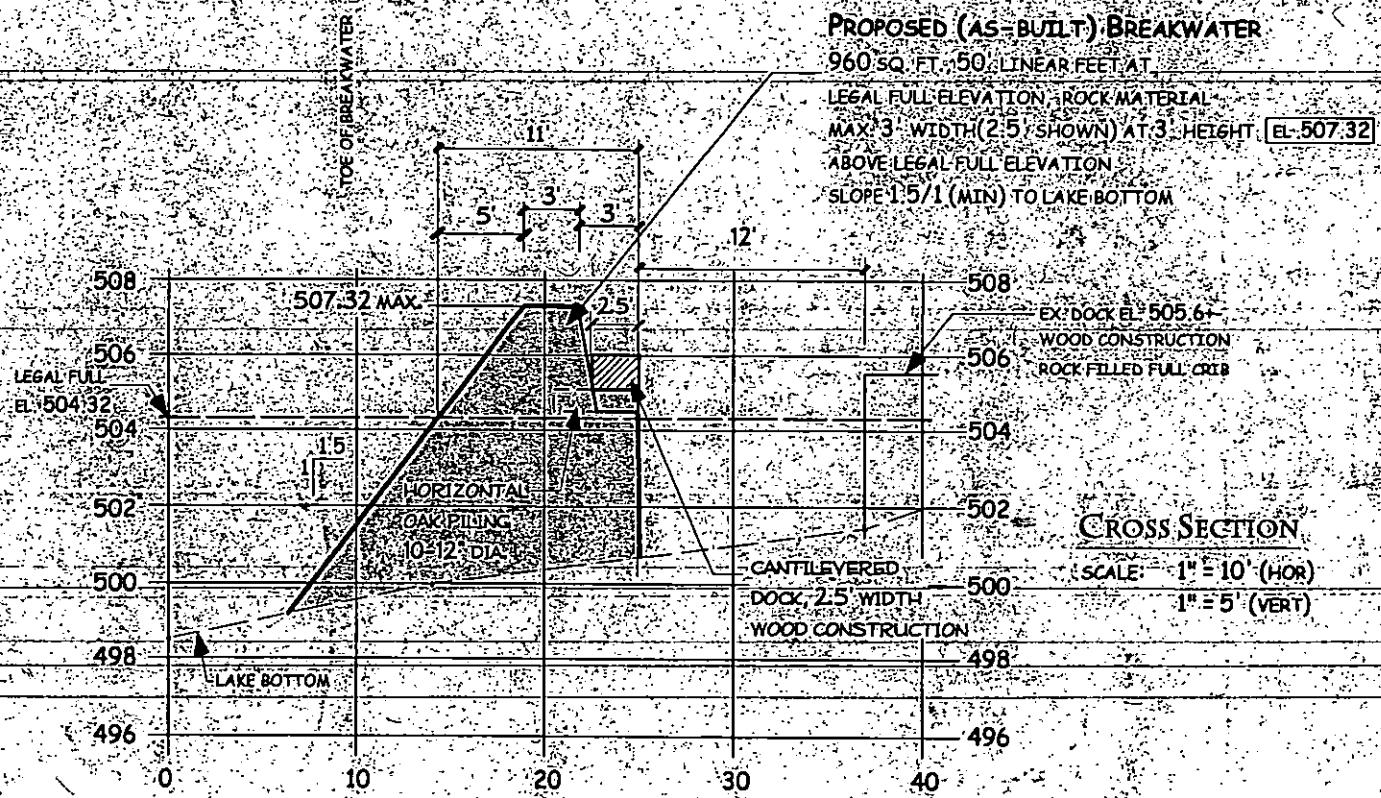 PROPOSED (AS-BUILT) BREAKWATER
960 SQ. FT., 50' LINEAR FEET AT
LEGAL FULL ELEVATION, ROCK MATERIAL
MAX. 3' WIDTH (2.5' SHOWN) AT 3' HEIGHT EL. 507.32
ABOVE LEGAL FULL ELEVATION
SLOPE 1.5/1 (MIN) TO LAKE BOTTOM
TOE OF BREAKWATER
11'
3'
5'
3'
12'
508
508
507.32 MAX.
2.5
EX. DOCK EL. 505.6+-
WOOD CONSTRUCTION
ROCK FILLED FULL CRIB
506
506
LEGAL FULL
EL. 504.32
504
504
1.5
1
HORIZONTAL
OAK PILING
10-12" DIA.
502
502
CROSS SECTION
SCALE: 1" = 10' (HOR)
1" = 5' (VERT)
500
500
CANTILEVERED
DOCK, 2.5' WIDTH
WOOD CONSTRUCTION
498
498
LAKE BOTTOM
496
496
0
10
20
30
40